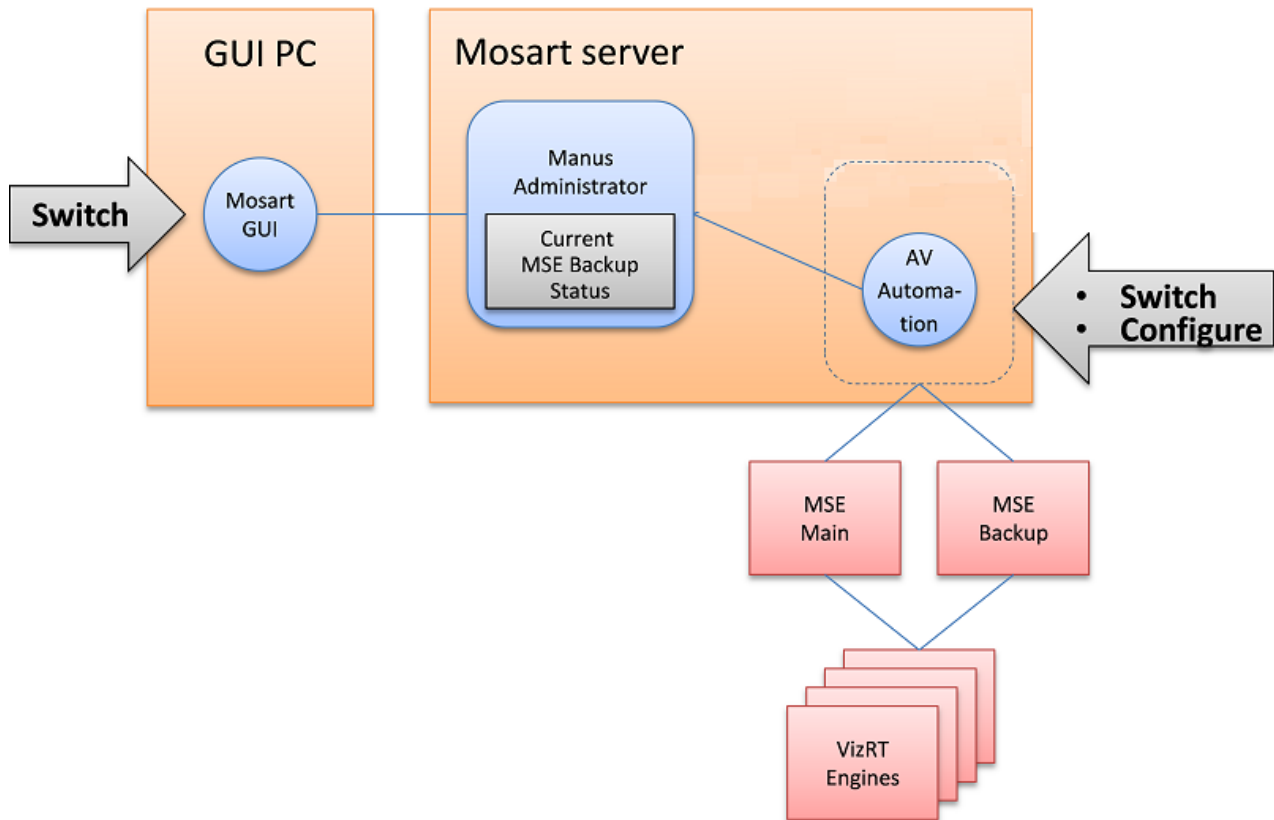 GUI PC
Mosart server
Switch
Mosart
GUI
Manus
Administrator
Current
MSE Backup
Status
AV
Automa-
tion
• Switch
• Configure
MSE
Main
MSE
Backup
VizRT
Engines